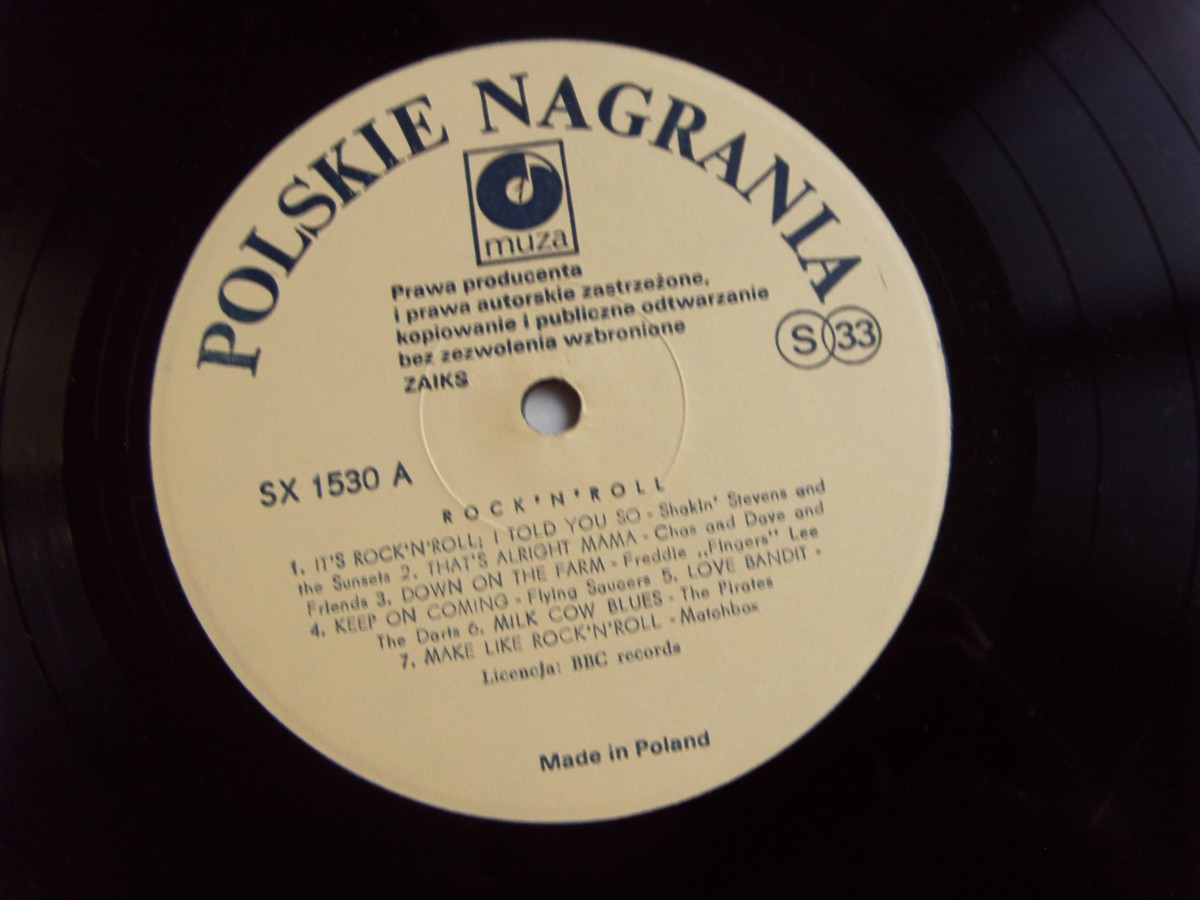 POLSKIE NAGRANIA
muza
Prawa producenta
i prawa autorskie zastrzeżone,
kopiowanie i publiczne odtwarzanie
bez zezwolenia wzbronione
ZAIKS
S 33
SX 1530 A
ROCK'N'ROLL
1. IT'S ROCK'N'ROLL; I TOLD YOU SO - Shakin' Stevens and
the Sunsets 2. THAT'S ALRIGHT MAMA - Chas and Dave and
Friends 3. DOWN ON THE FARM - Freddie „Fingers" Lee
4. KEEP ON COMING - Flying Saucers 5. LOVE BANDIT -
The Darts 6. MILK COW BLUES - The Pirates
7. MAKE LIKE ROCK'N'ROLL - Matchbox
Licencja: BBC records
Made in Poland